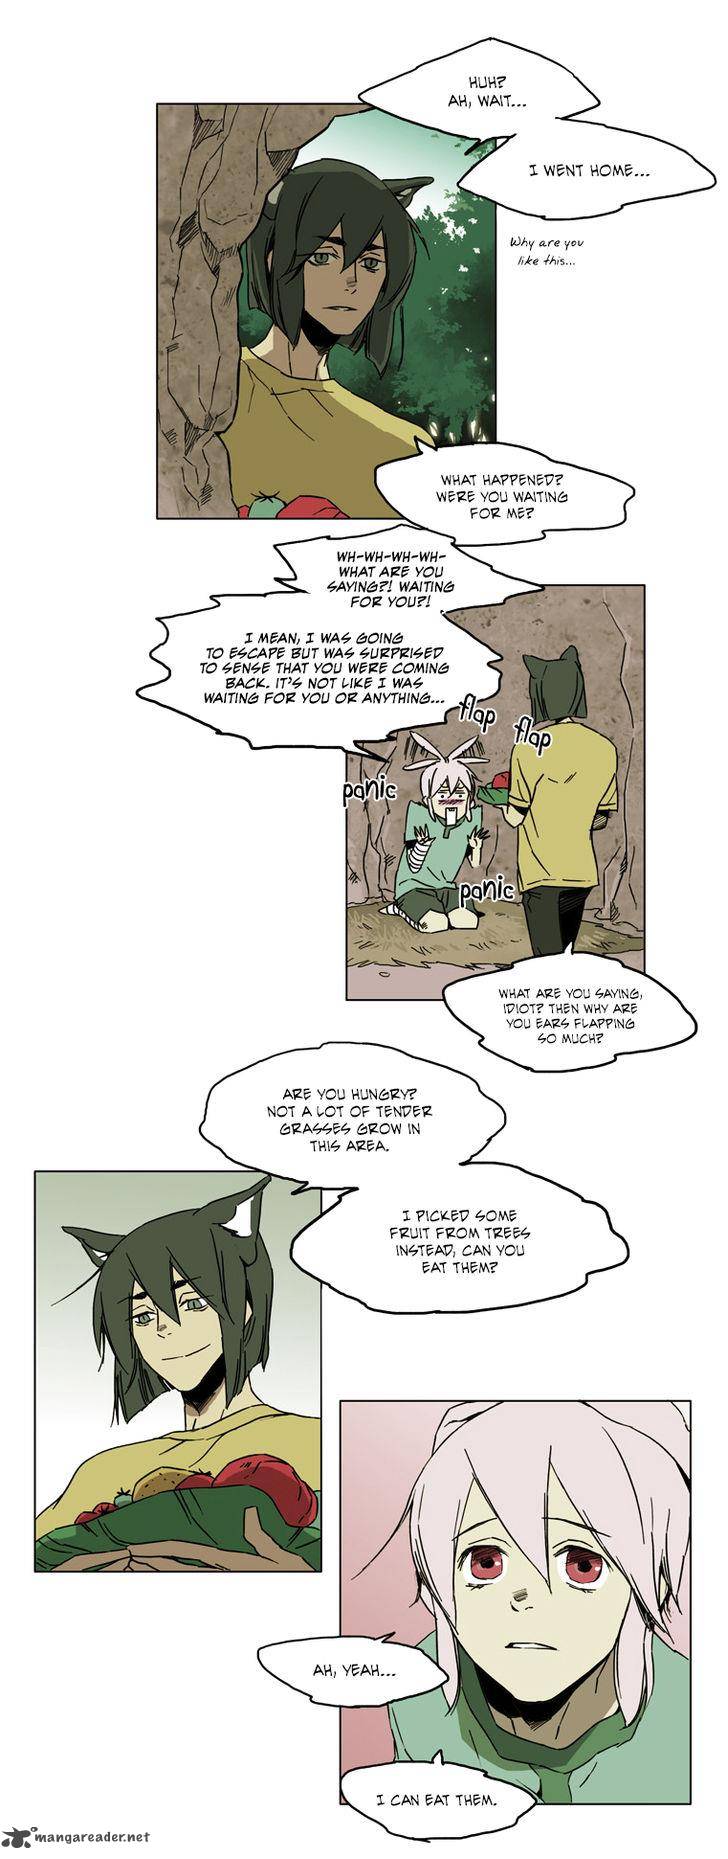 HUH?
AH, WAIT...
I WENT HOME...
Why are you
like this...
WHAT HAPPENED?
WERE YOU WAITING
FOR ME?
WH-WH-WH-WH-
WHAT ARE YOU
SAYING?! WAITING
FOR YOU?!
I MEAN, I WAS GOING
TO ESCAPE BUT WAS SURPRISED
TO SENSE THAT YOU WERE COMING
BACK. IT'S NOT LIKE I WAS
WAITING FOR YOU OR ANYTHING...
flap
flap
panic
panic
WHAT ARE YOU SAYING,
IDIOT? THEN WHY ARE
YOU EARS FLAPPING
SO MUCH?
ARE YOU HUNGRY?
NOT A LOT OF TENDER
GRASSES GROW IN
THIS AREA.
I PICKED SOME
FRUIT FROM TREES
INSTEAD, CAN YOU
EAT THEM?
AH, YEAH...
I CAN EAT THEM.
mangareader.net